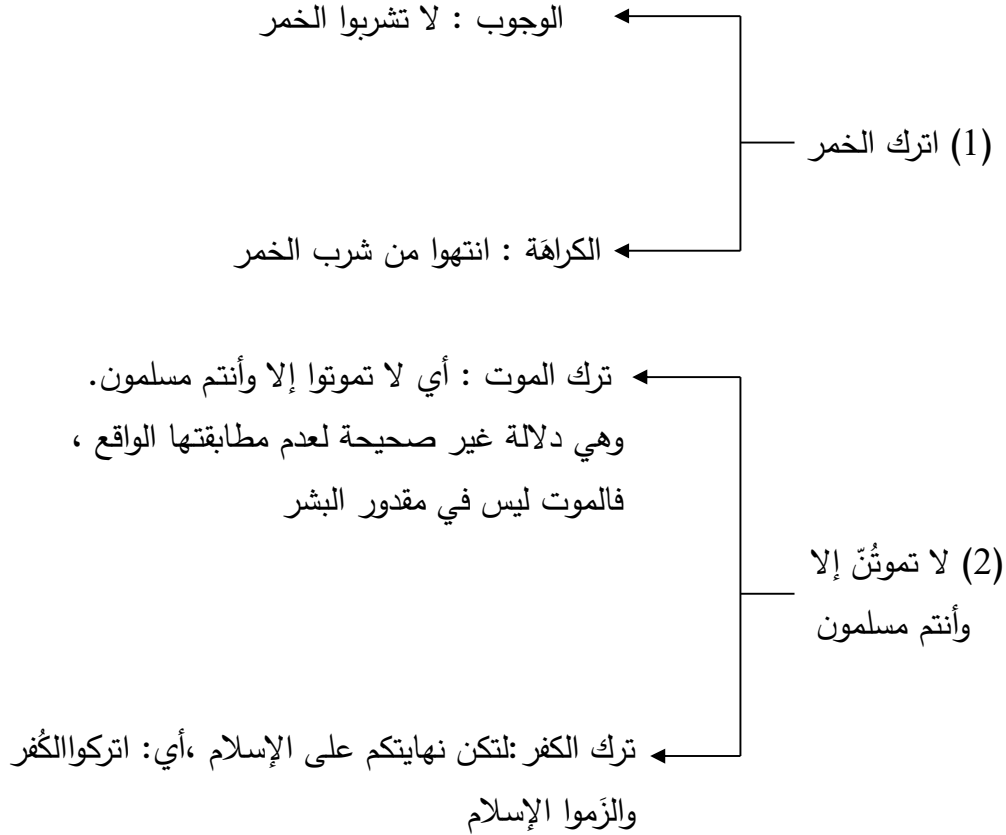 الوجوب : لا تشربوا الخمر
(1) اترك الخمر
الكراهَة : انتهوا من شرب الخمر
ترك الموت : أي لا تموتوا إلا وأنتم مسلمون.
وهي دلالة غير صحيحة لعدم مطابقتها الواقع ،
فالموت ليس في مقدور البشر
(2) لا تموتُنّ إلا
وأنتم مسلمون
ترك الكفر :لتكن نهايتكم على الإسلام ،أي: اتركواالكُفر
والزَموا الإسلام